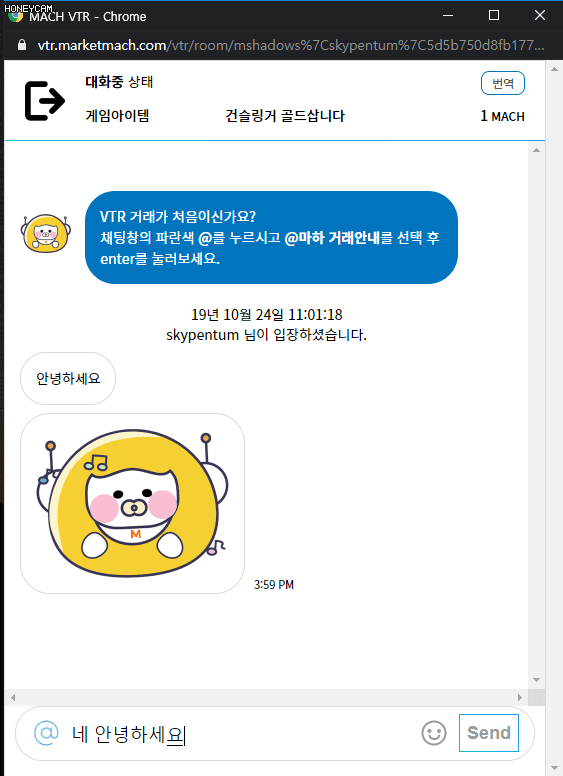 HONEYCAM
MACH VTR - Chrome
vtr.marketmach.com/vtr/room/mshadows%7Cskypentum%7C5d5b750d8fb177...
대화중 상태
번역
게임아이템 건슬링거 골드삽니다 1 MACH
VTR 거래가 처음이신가요?
채팅창의 파란색 @를 누르시고 @마하 거래안내를 선택 후
enter를 눌러보세요.
19년 10월 24일 11:01:18
skypentum 님이 입장하셨습니다.
안녕하세요
M
3:59 PM
@ 네 안녕하세요
Send